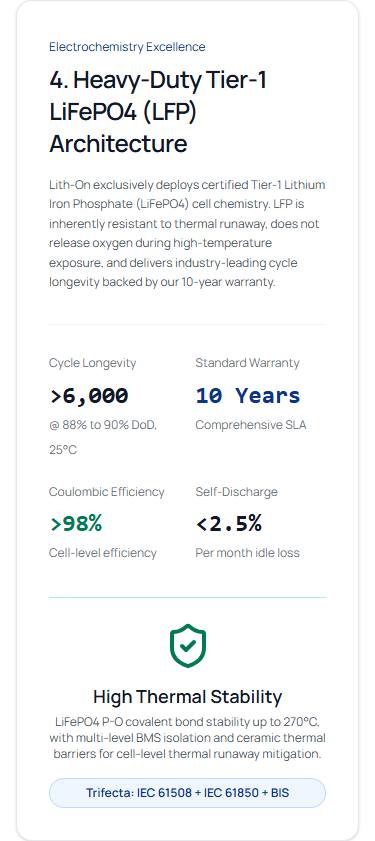 Electrochemistry Excellence
4. Heavy-Duty Tier-1
LiFePO4 (LFP)
Architecture
Lith-On exclusively deploys certified Tier-1 Lithium
Iron Phosphate (LiFePO4) cell chemistry. LFP is
inherently resistant to thermal runaway, does not
release oxygen during high-temperature
exposure, and delivers industry-leading cycle
longevity backed by our 10-year warranty.
Cycle Longevity
>6,000
@ 88% to 90% DoD,
25°C
Standard Warranty
10 Years
Comprehensive SLA
Coulombic Efficiency
>98%
Cell-level efficiency
Self-Discharge
<2.5%
Per month idle loss
High Thermal Stability
LiFePO4 P-O covalent bond stability up to 270°C,
with multi-level BMS isolation and ceramic thermal
barriers for cell-level thermal runaway mitigation.
Trifecta: IEC 61508 + IEC 61850 + BIS